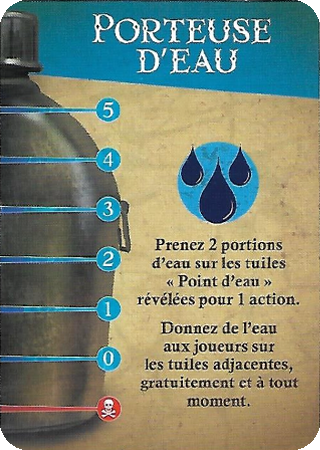 PORTEUSE
D'EAU
5
4
3
2
1
0
Prenez 2 portions
d'eau sur les tuiles
« Point d'eau »
révélées pour 1 action.
Donnez de l'eau
aux joueurs sur
les tuiles adjacentes,
gratuitement et à tout
moment.